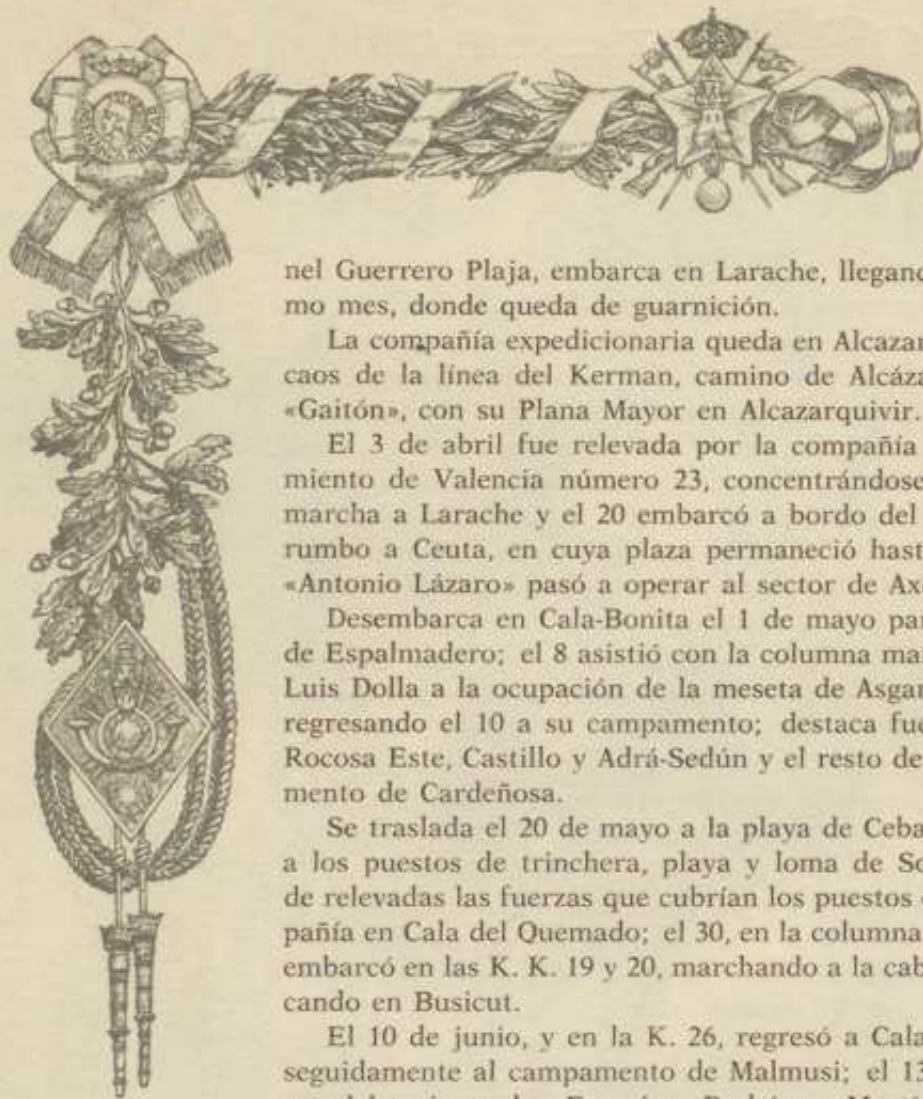 nel Guerrero Plaja, embarca en Larache, llegand
mo mes, donde queda de guarnición.
La compañía expedicionaria queda en Alcazar
caos de la línea del Kerman, camino de Alcáza
«Gaitón», con su Plana Mayor en Alcazarquivir.
El 3 de abril fue relevada por la compañía
miento de Valencia número 23, concentrándose
marcha a Larache y el 20 embarcó a bordo del
rumbo a Ceuta, en cuya plaza permaneció hast
«Antonio Lázaro» pasó a operar al sector de Ax
Desembarca en Cala-Bonita el 1 de mayo par
de Espalmadero; el 8 asistió con la columna ma
Luis Dolla a la ocupación de la meseta de Asgar
regresando el 10 a su campamento; destaca fue
Rocosa Este, Castillo y Adrá-Sedún y el resto de
mento de Cardeñosa.
Se traslada el 20 de mayo a la playa de Ceba
a los puestos de trinchera, playa y loma de So
de relevadas las fuerzas que cubrían los puestos
pañía en Cala del Quemado; el 30, en la columna
embarcó en las K. K. 19 y 20, marchando a la cab
cando en Busicut.
El 10 de junio, y en la K. 26, regresó a Cala
seguidamente al campamento de Malmusi; el 13